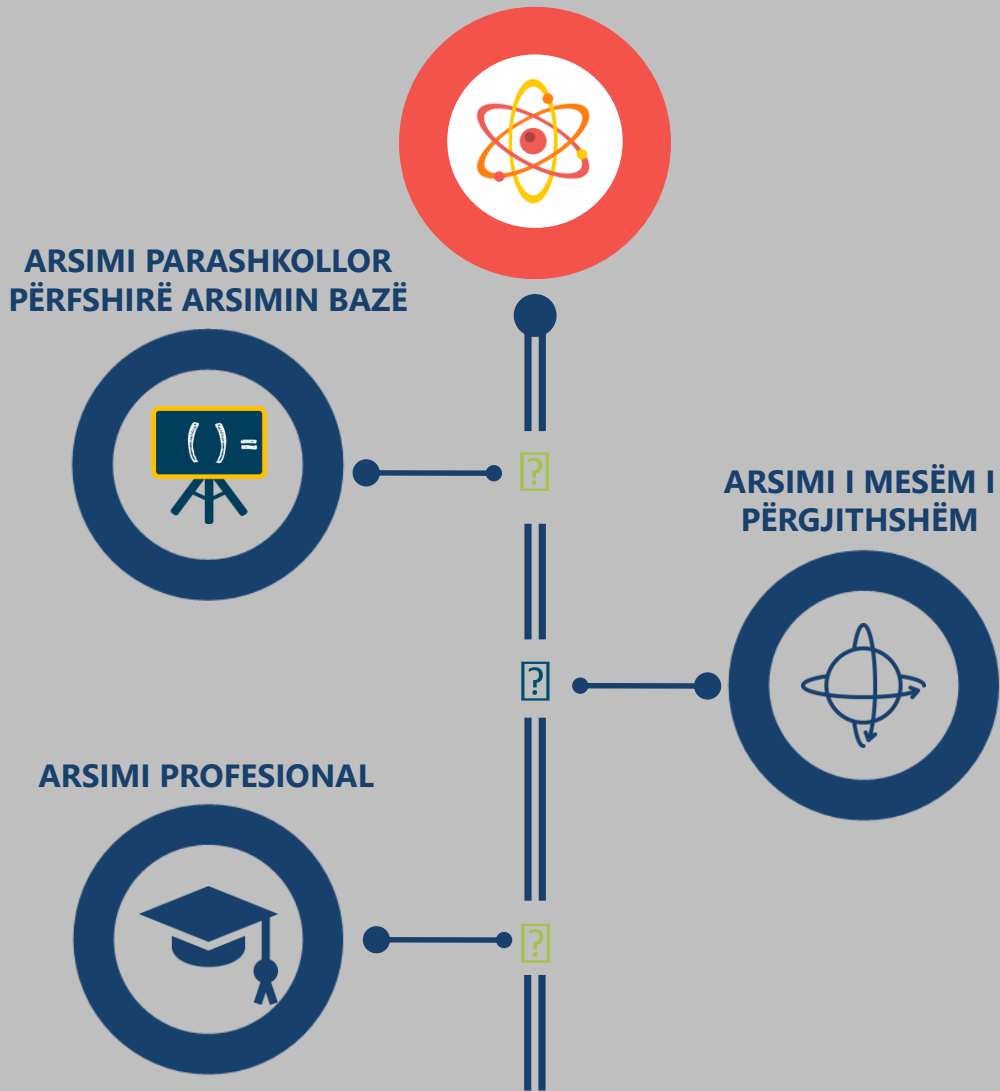 ARSIMI PARASHKOLLOR
PËRFSHIRË ARSIMIN BAZË
( ) =
ARSIMI I MESËM I
PËRGJITHSHËM
ARSIMI PROFESIONAL